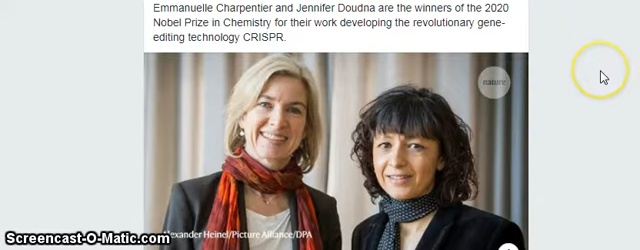 Emmanuelle Charpentier and Jennifer Doudna are the winners of the 2020
Nobel Prize in Chemistry for their work developing the revolutionary gene-
editing technology CRISPR.
nature
Alexander Heinel/Picture Alliance/DPA
Screencast-O-Matic.com